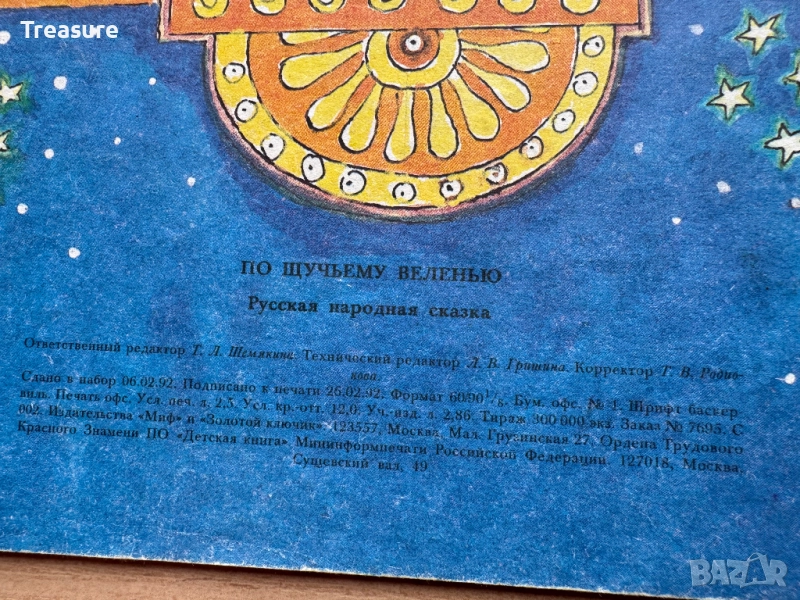 Treasure
ПО ЩУЧЬЕМУ ВЕЛЕНЬЮ
Русская народная сказка
Ответственный редактор Т. Л. Шемякина. Технический редактор Л. В. Гришина. Корректор Т. В. Родио-
кова.
Сдано в набор 06.02.92. Подписано к печати 26.02.92. Формат 60/90 1/8. Бум. офс. № 1. Шрифт баскер
виль. Печать офс. Усл. печ. л. 2,5. Усл. кр.-отт. 12,0. Уч.-изд. л. 2,86. Тираж 300 000 экз. Заказ № 7695. С
002. Издательства «Миф» и «Золотой ключик» 123557, Москва, Мал. Грузинская 27. Ордена Трудового
Красного Знамени ПО «Детская книга» Мининформпечати Российской Федерации. 127018, Москва.
Сущевский вал, 49
BAZAR